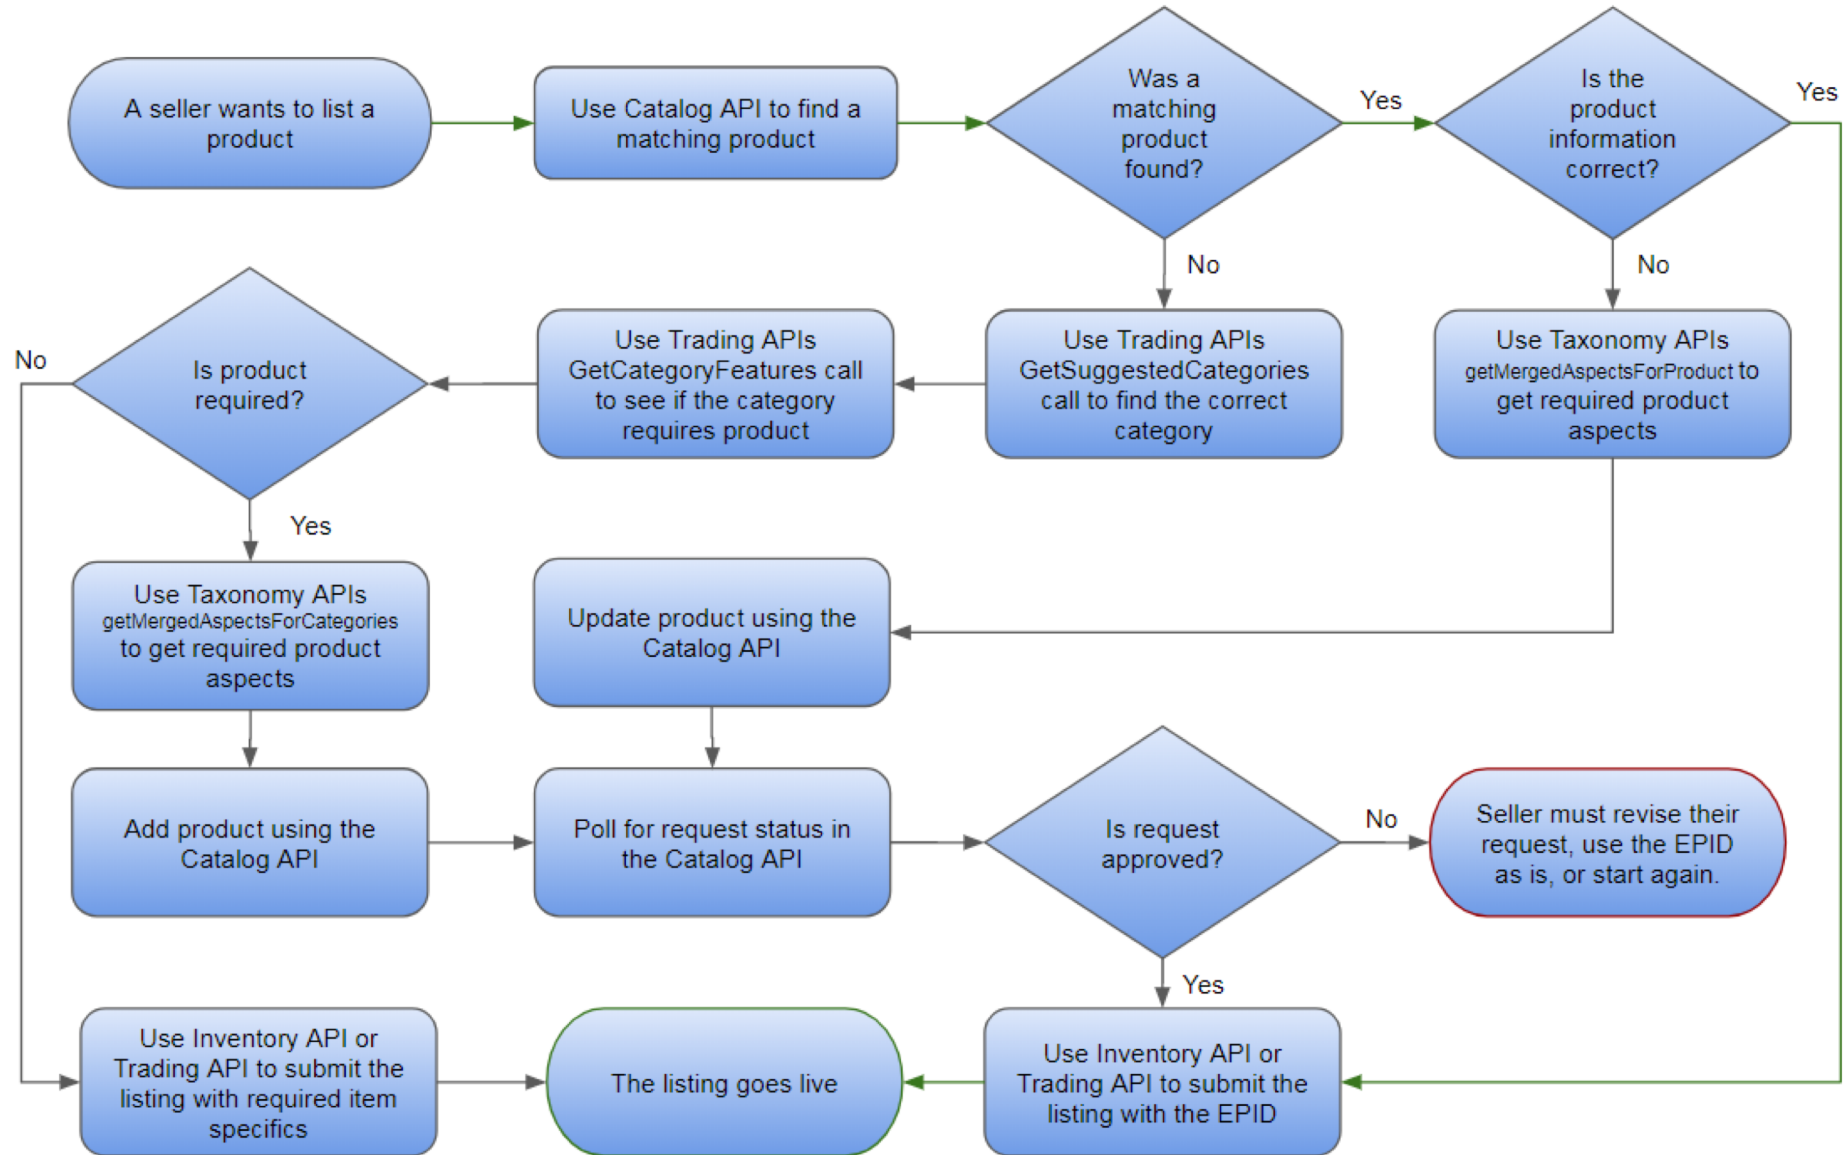 A seller wants to list a
product
Use Catalog API to find a
matching product
Was a
matching
product
found?
Yes
Is the
product
information
correct?
Yes
No
No
No
Is product
required?
Use Trading APIs
GetCategoryFeatures call
to see if the category
requires product
Use Trading APIs
GetSuggestedCategories
call to find the correct
category
Use Taxonomy APIs
getMergedAspectsForProduct to
get required product
aspects
Yes
Use Taxonomy APIs
getMergedAspectsForCategories
to get required product
aspects
Update product using the
Catalog API
Add product using the
Catalog API
Poll for request status in
the Catalog API
Is request
approved?
No
Seller must revise their
request, use the EPID
as is, or start again.
Yes
Use Inventory API or
Trading API to submit the
listing with required item
specifics
The listing goes live
Use Inventory API or
Trading API to submit the
listing with the EPID